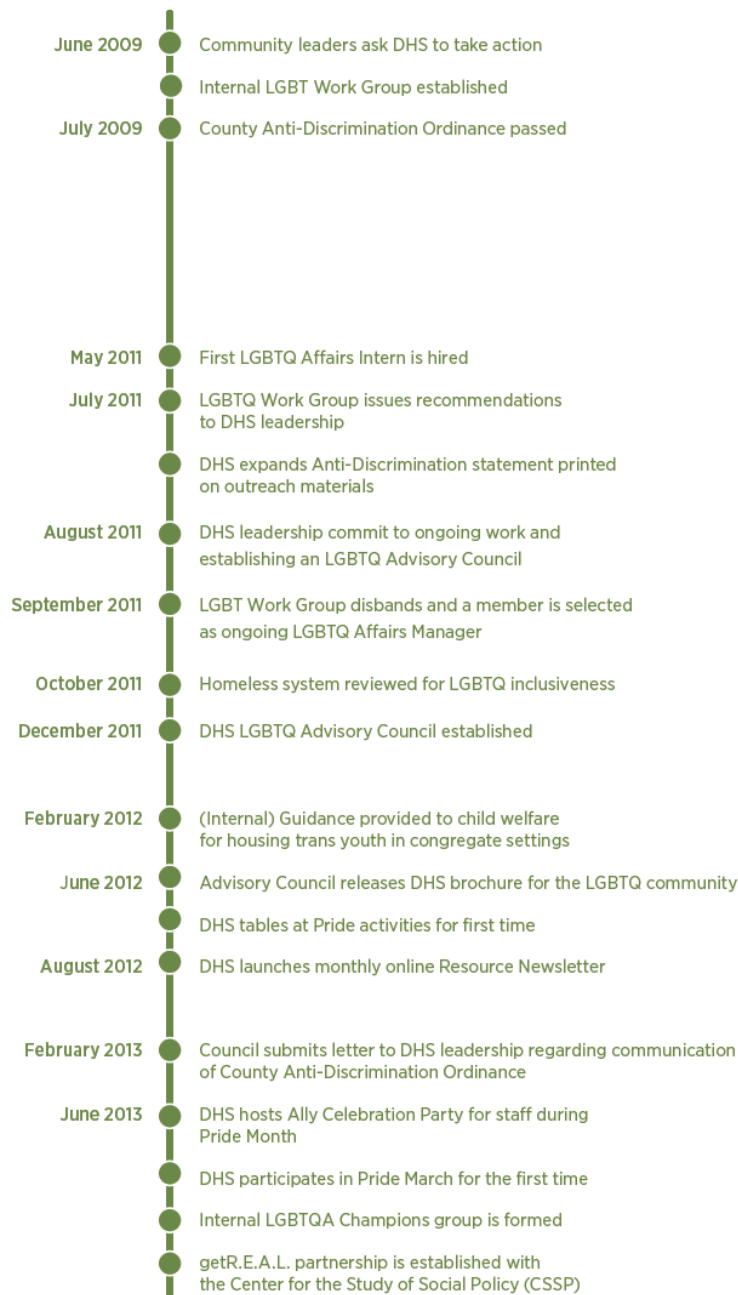 June 2009 Community leaders ask DHS to take action
Internal LGBT Work Group established
July 2009 County Anti-Discrimination Ordinance passed
May 2011 First LGBTQ Affairs Intern is hired
July 2011 LGBTQ Work Group issues recommendations
to DHS leadership
DHS expands Anti-Discrimination statement printed
on outreach materials
August 2011 DHS leadership commit to ongoing work and
establishing an LGBTQ Advisory Council
September 2011 LGBT Work Group disbands and a member is selected
as ongoing LGBTQ Affairs Manager
October 2011 Homeless system reviewed for LGBTQ inclusiveness
December 2011 DHS LGBTQ Advisory Council established
February 2012 (Internal) Guidance provided to child welfare
for housing trans youth in congregate settings
June 2012 Advisory Council releases DHS brochure for the LGBTQ community
DHS tables at Pride activities for first time
August 2012 DHS launches monthly online Resource Newsletter
February 2013 Council submits letter to DHS leadership regarding communication
of County Anti-Discrimination Ordinance
June 2013 DHS hosts Ally Celebration Party for staff during
Pride Month
DHS participates in Pride March for the first time
Internal LGBTQA Champions group is formed
getR.E.A.L. partnership is established with
the Center for the Study of Social Policy (CSSP)